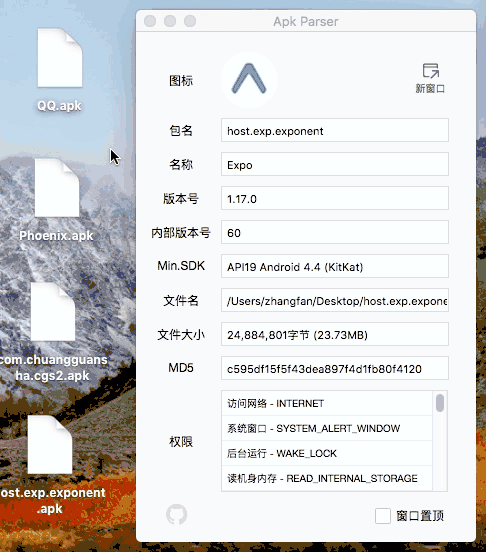 Apk Parser
图标
新窗口
包名
host.exp.exponent
名称
Expo
版本号
1.17.0
内部版本号
60
Min.SDK
API19 Android 4.4 (KitKat)
文件名
/Users/zhangfan/Desktop/host.exp.expone
文件大小
24,884,801字节 (23.73MB)
MD5
c595df15f5f43dea897f4d1fb80f4120
权限
访问网络 - INTERNET
系统窗口 - SYSTEM_ALERT_WINDOW
后台运行 - WAKE_LOCK
读机身内存 - READ_INTERNAL_STORAGE
窗口置顶
QQ.apk
Phoenix.apk
com.chuangguans
ha.cgs2.apk
ost.exp.exponent
.apk